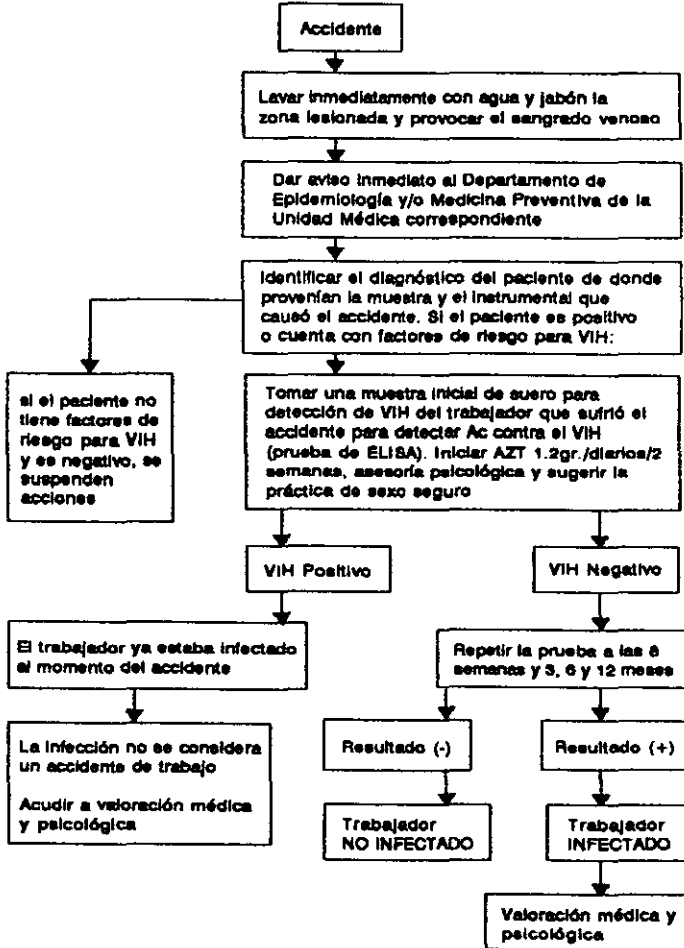 Accidente
Lavar inmediatamente con agua y jabón la
zona lesionada y provocar el sangrado venoso
Dar aviso inmediato al Departamento de
Epidemiología y/o Medicina Preventiva de la
Unidad Médica correspondiente
Identificar el diagnóstico del paciente de donde
provenían la muestra y el instrumental que
causó el accidente. Si el paciente es positivo
o cuenta con factores de riesgo para VIH:
si el paciente no
tiene factores de
riesgo para VIH
y es negativo, se
suspenden
acciones
Tomar una muestra inicial de suero para
detección de VIH del trabajador que sufrió el
accidente para detectar Ac contra el VIH
(prueba de ELISA). Iniciar AZT 1.2gr./diarios/2
semanas, asesoría psicológica y sugerir la
práctica de sexo seguro
VIH Positivo
VIH Negativo
El trabajador ya estaba infectado
al momento del accidente
Repetir la prueba a las
semanas y 3, 6 y 12 meses
La infección no se considera
un accidente de trabajo
Acudir a valoración médica
y psicológica
Resultado (-)
Resultado (+)
Trabajador
NO INFECTADO
Trabajador
INFECTADO
Valoración médica y
psicológica